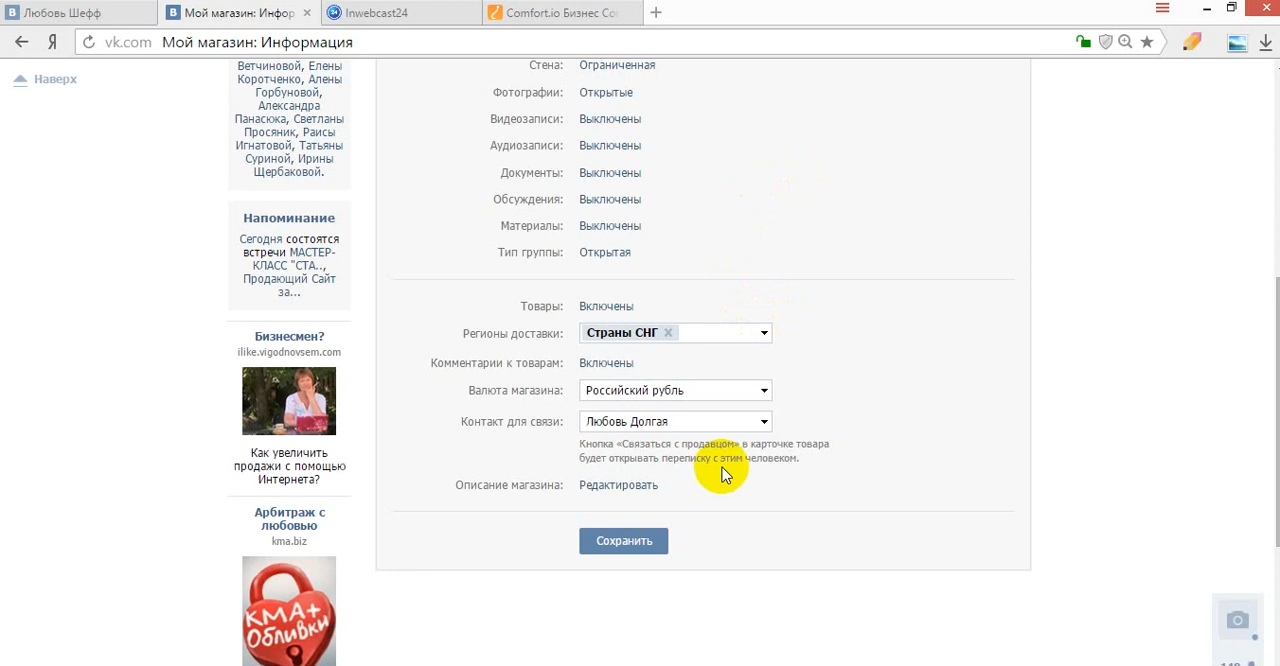 Любовь Шефф
Мой магазин: Инфор
Inwebcast24
Comfort.io Бизнес Со
vk.com Мой магазин: Информация
Наверх
Ветчиновой, Елены
Коротченко, Алены
Горбуновой,
Александра
Панасюка, Светланы
Просяник, Раисы
Игнатовой, Татьяны
Суриной, Ирины
Щербаковой.
Напоминание
Сегодня состоятся
встречи МАСТЕР-
КЛАСС "СТА..,
Продающий Сайт
за...
Бизнесмен?
ilike.vigodnovsem.com
Как увеличить
продажи с помощью
Интернета?
Арбитраж с
любовью
kma.biz
КМА+
Обливки
Стена: Ограниченная
Фотографии: Открытые
Видеозаписи: Выключены
Аудиозаписи: Выключены
Документы: Выключены
Обсуждения: Выключены
Материалы: Выключены
Тип группы: Открытая
Товары: Включены
Регионы доставки: Страны СНГ
Комментарии к товарам: Включены
Валюта магазина: Российский рубль
Контакт для связи: Любовь Долгая
Кнопка «Связаться с продавцом» в карточке товара
будет открывать переписку с этим человеком.
Описание магазина: Редактировать
Сохранить